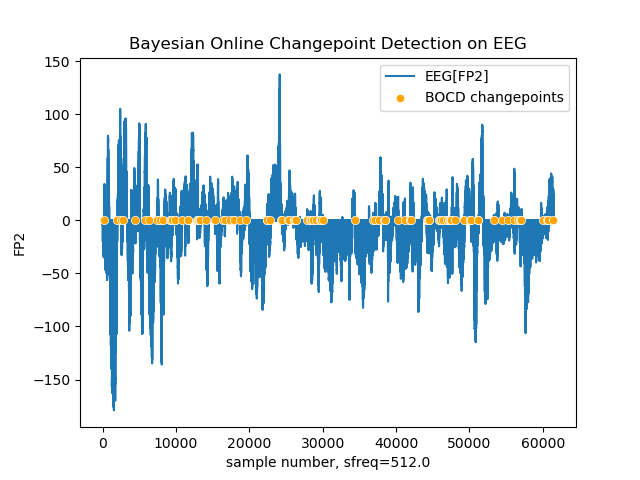 Bayesian Online Changepoint Detection on EEG
EEG[FP2]
BOCD changepoints
150
100
50
0
−50
−100
−150
FP2
0 10000 20000 30000 40000 50000 60000
sample number, sfreq=512.0